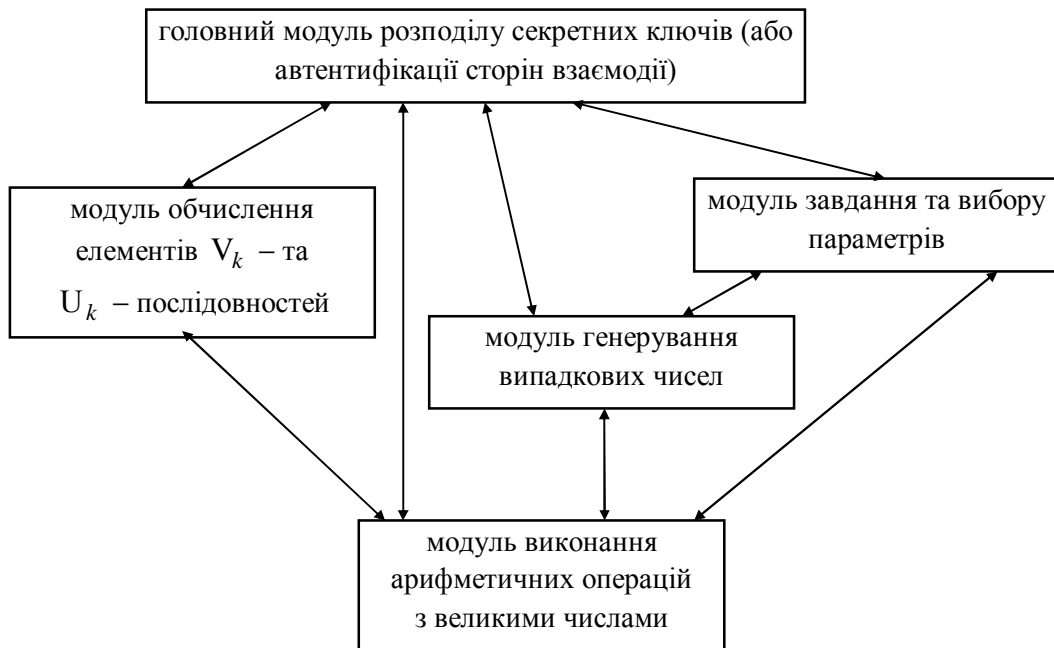 головний модуль розподілу секретних ключів (або
автентифікації сторін взаємодії)
модуль обчислення
елементів V_k – та
U_k – послідовностей
модуль завдання та вибору
параметрів
модуль генерування
випадкових чисел
модуль виконання
арифметичних операцій
з великими числами